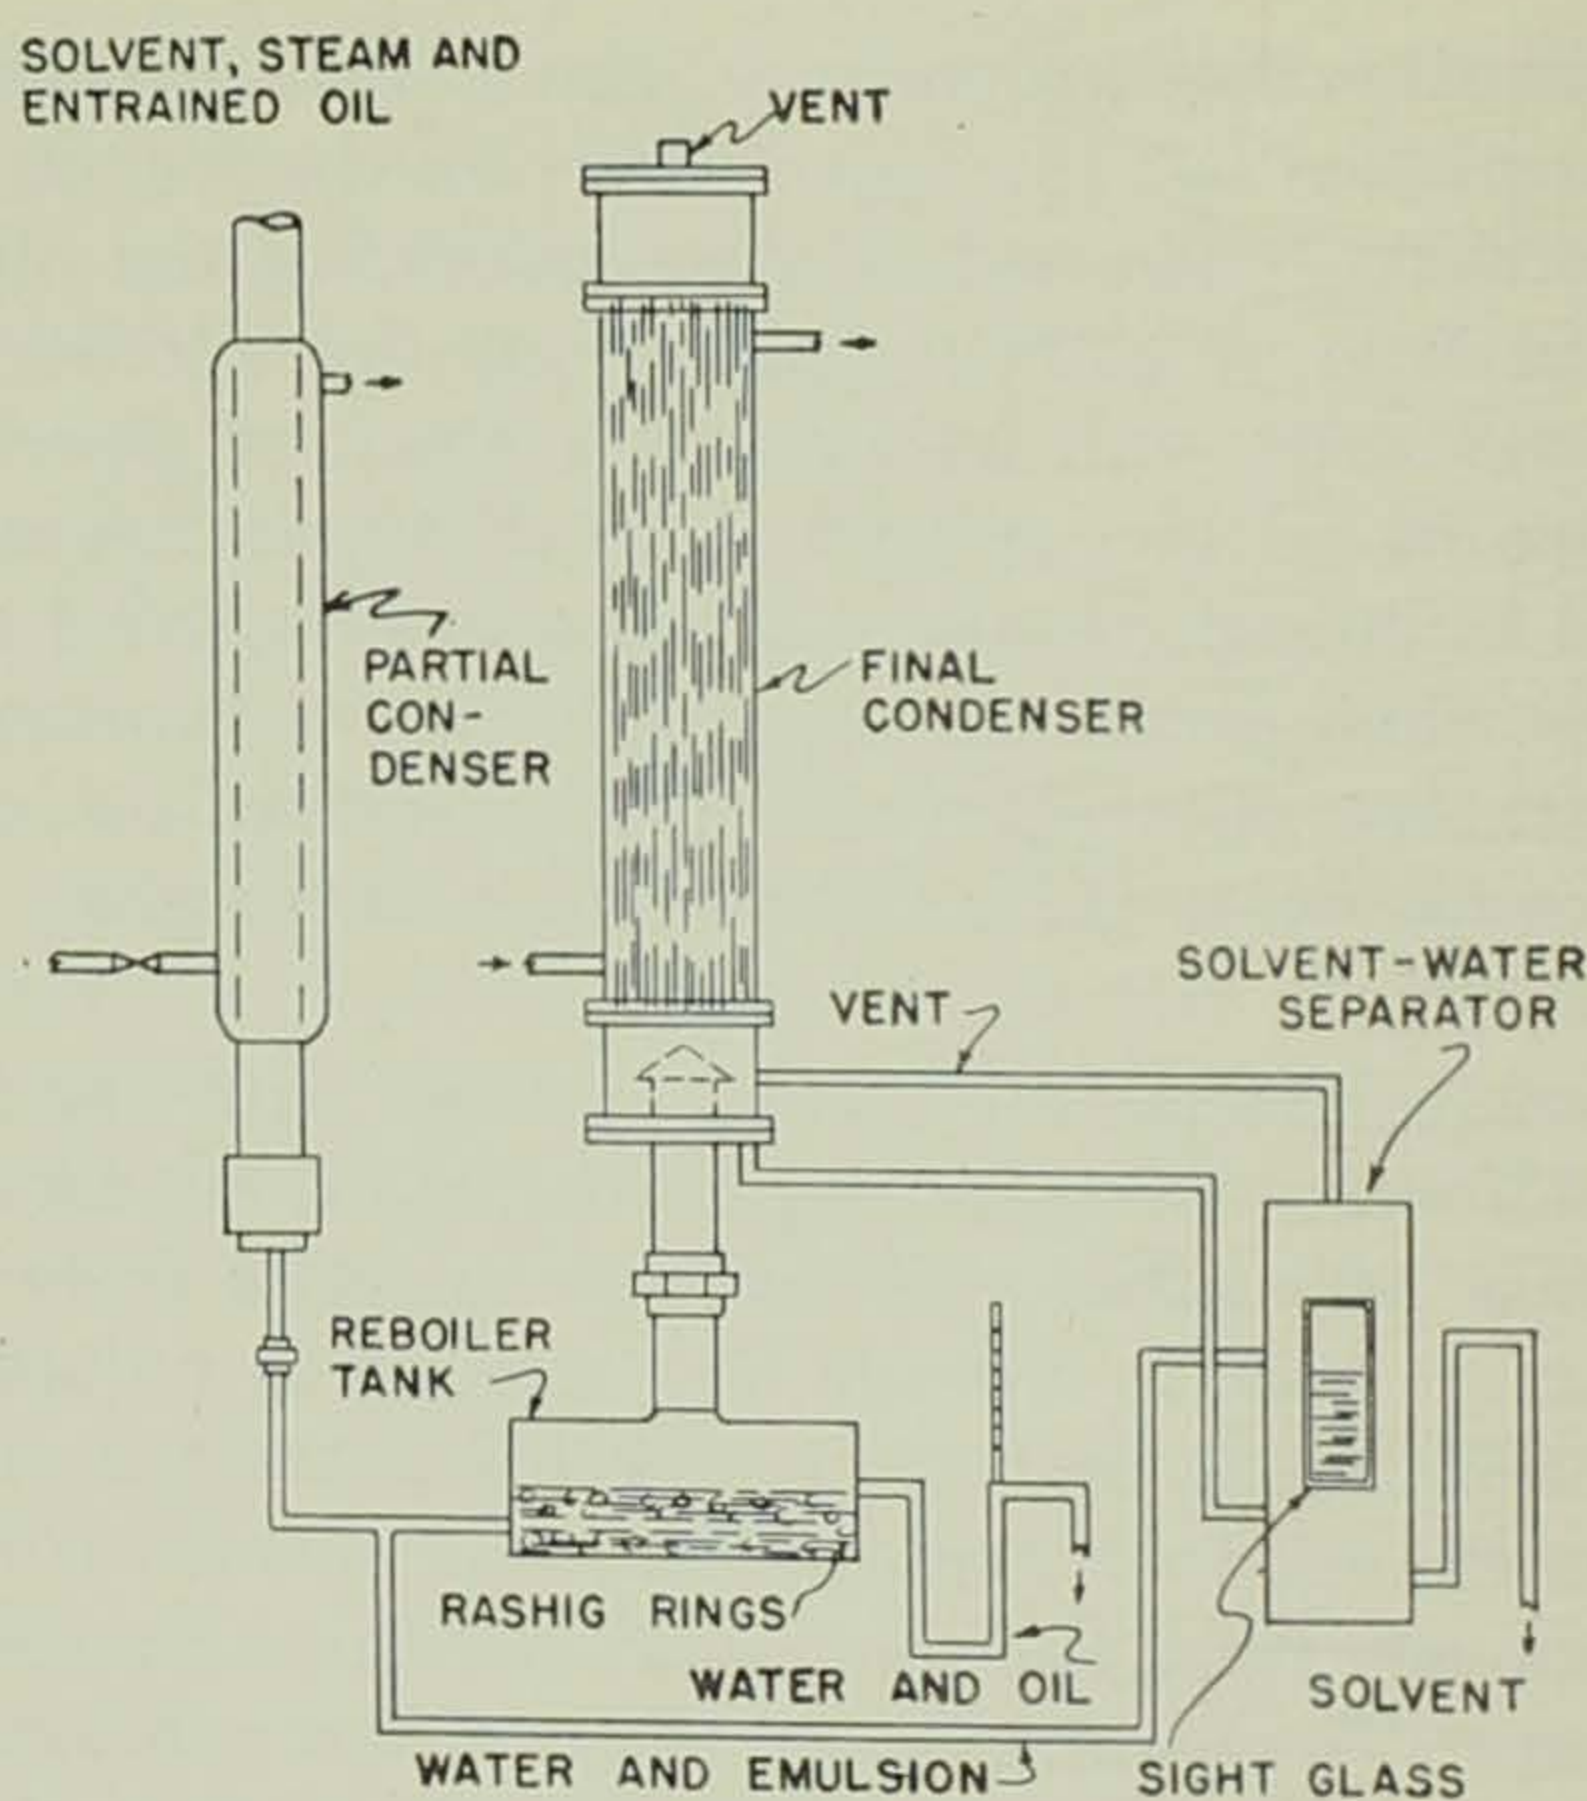 SOLVENT, STEAM AND
ENTRAINED OIL
VENT
PARTIAL
CON-
DENSER
FINAL
CONDENSER
SOLVENT-WATER
SEPARATOR
VENT
REBOILER
TANK
RASHIG RINGS
WATER AND OIL
SOLVENT
WATER AND EMULSION
SIGHT GLASS